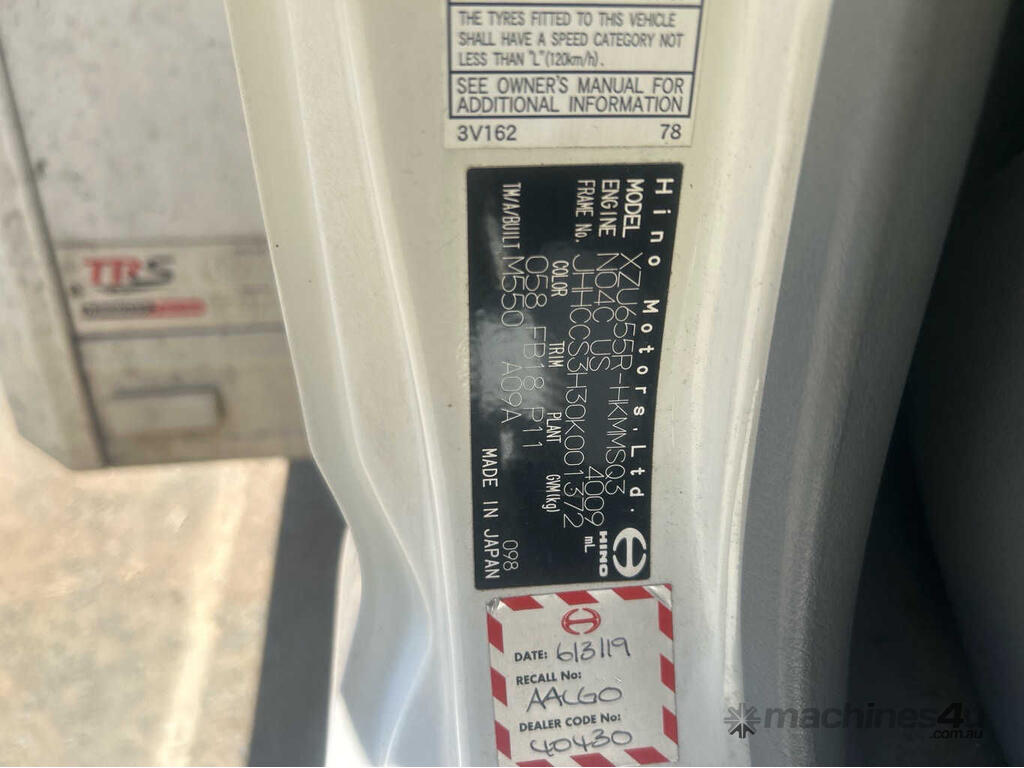 THE TYRES FITTED TO THIS VEHICLE
SHALL HAVE A SPEED CATEGORY NOT
LESS THAN "L"(120km/h).
SEE OWNER'S MANUAL FOR
ADDITIONAL INFORMATION
3V162 78
Hino Motors.Ltd.
MODEL XZU655R-HKMMSQ3
ENGINE N04C US 4009 mL
FRAME No. JHHCCS3H30K001372
COLOR TRIM PLANT GVM(kg)
058 FB18 P11
TM/A/BUILT M550 A09A
HINO
098
MADE IN JAPAN
DATE: 6/3/19
RECALL No:
AACGO
DEALER CODE No:
40430
TRS
machines4u
.com.au